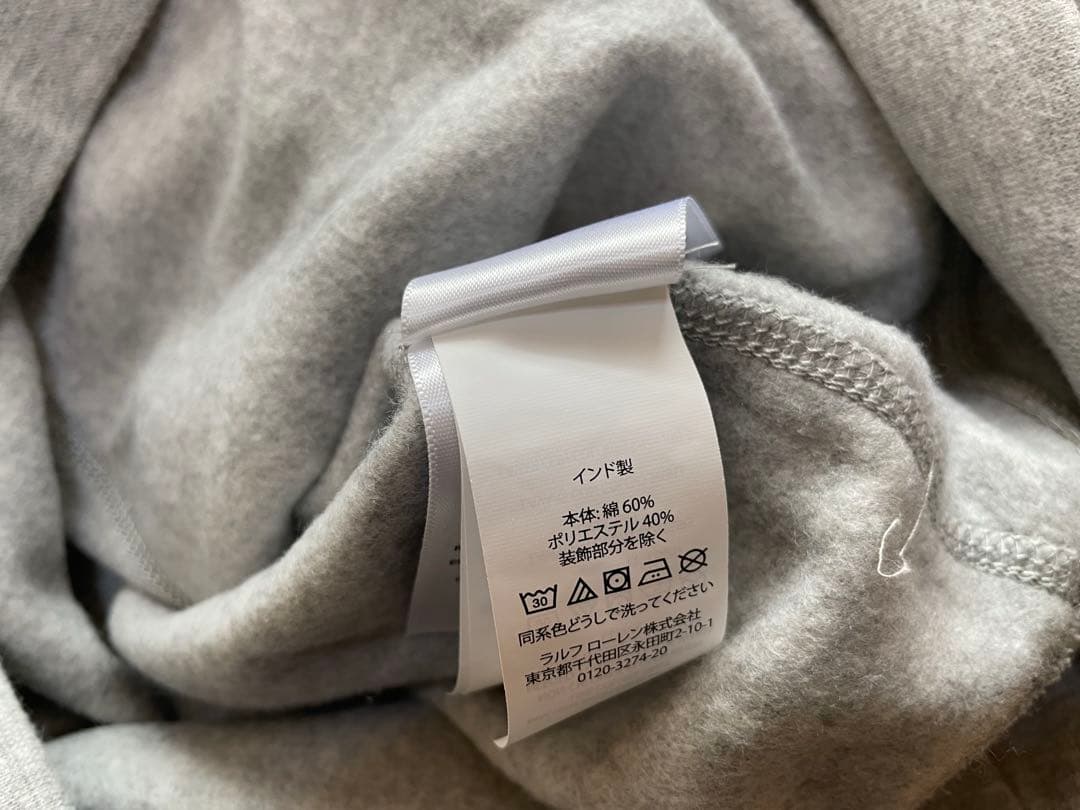 インド製
本体: 綿 60%
ポリエステル 40%
装飾部分を除く
30
同系色どうしで洗ってください
ラルフ ローレン株式会社
東京都千代田区永田町2-10-1
0120-3274-20